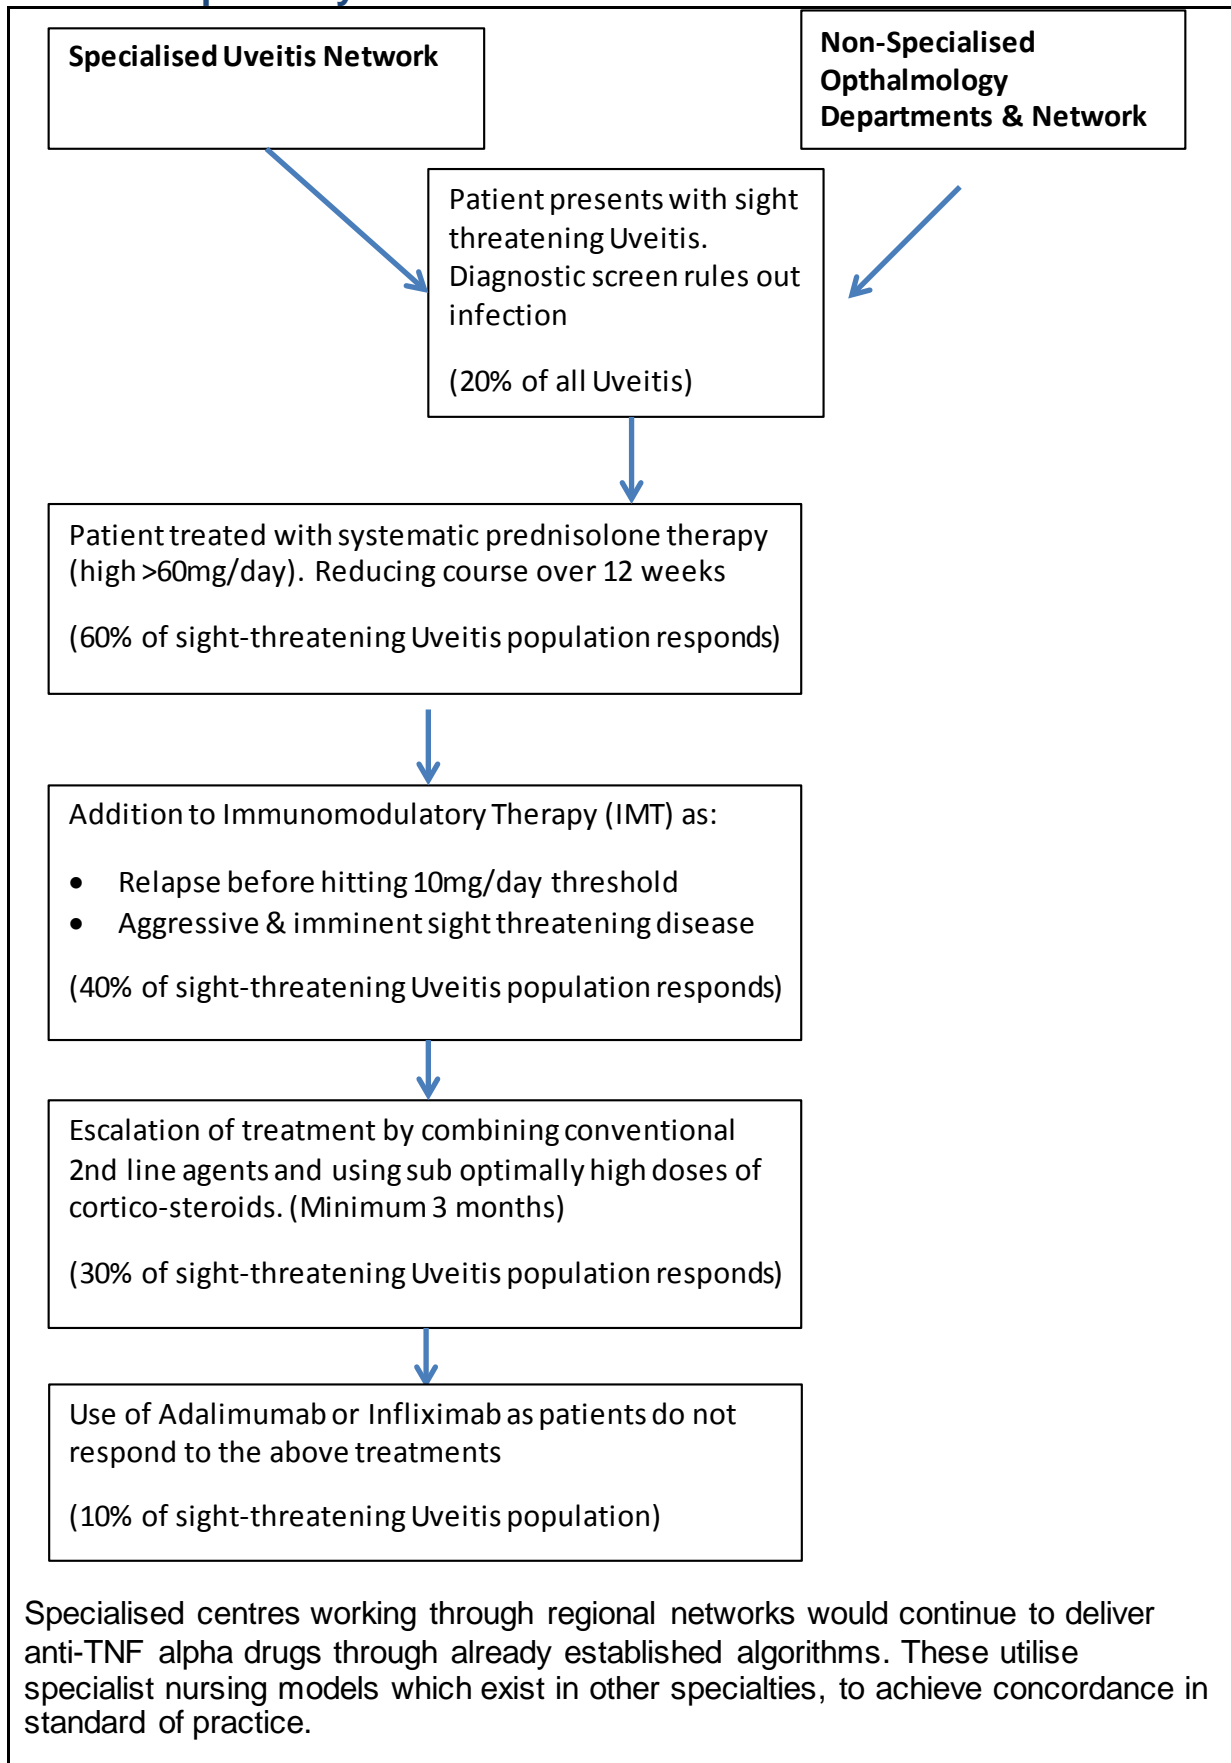 Specialised Uveitis Network
Non-Specialised
Opthalmology
Departments & Network
Patient presents with sight
threatening Uveitis.
Diagnostic screen rules out
infection
(20% of all Uveitis)
Patient treated with systematic prednisolone therapy
(high >60mg/day). Reducing course over 12 weeks
(60% of sight-threatening Uveitis population responds)
Addition to Immunomodulatory Therapy (IMT) as:
• Relapse before hitting 10mg/day threshold
• Aggressive & imminent sight threatening disease
(40% of sight-threatening Uveitis population responds)
Escalation of treatment by combining conventional
2nd line agents and using sub optimally high doses of
cortico-steroids. (Minimum 3 months)
(30% of sight-threatening Uveitis population responds)
Use of Adalimumab or Infliximab as patients do not
respond to the above treatments
(10% of sight-threatening Uveitis population)
Specialised centres working through regional networks would continue to deliver
anti-TNF alpha drugs through already established algorithms. These utilise
specialist nursing models which exist in other specialties, to achieve concordance in
standard of practice.